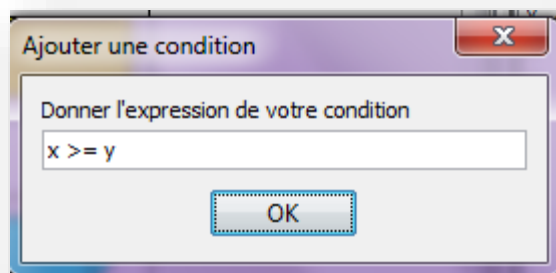 Ajouter une condition
Donner l'expression de votre condition
x >= y
OK